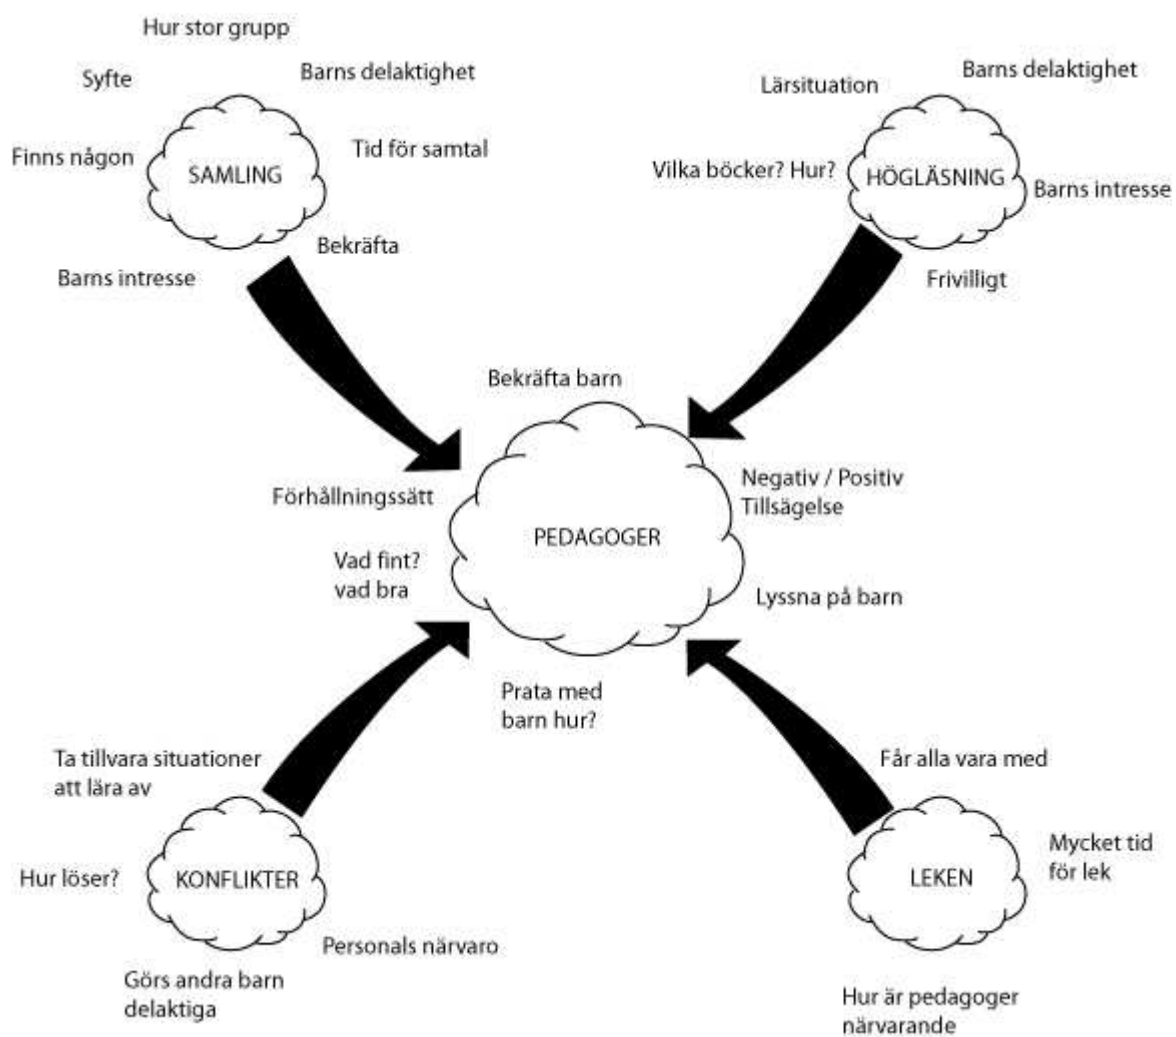 Hur stor grupp
Syfte
Barns delaktighet
Finns någon
SAMLING
Tid för samtal
Bekräfta
Barns intresse
Barns delaktighet
Lärsituation
Vilka böcker? Hur?
HÖGLÄSNING
Barns intresse
Frivilligt
Bekräfta barn
Förhållningssätt
Negativ / Positiv
Tillsägelse
PEDAGOGER
Vad fint?
vad bra
Lyssna på barn
Prata med
barn hur?
Ta tillvara situationer
att lära av
Hur löser?
KONFLIKTER
Personals närvaro
Görs andra barn
delaktiga
Får alla vara med
Mycket tid
för lek
LEKEN
Hur är pedagoger
närvarande